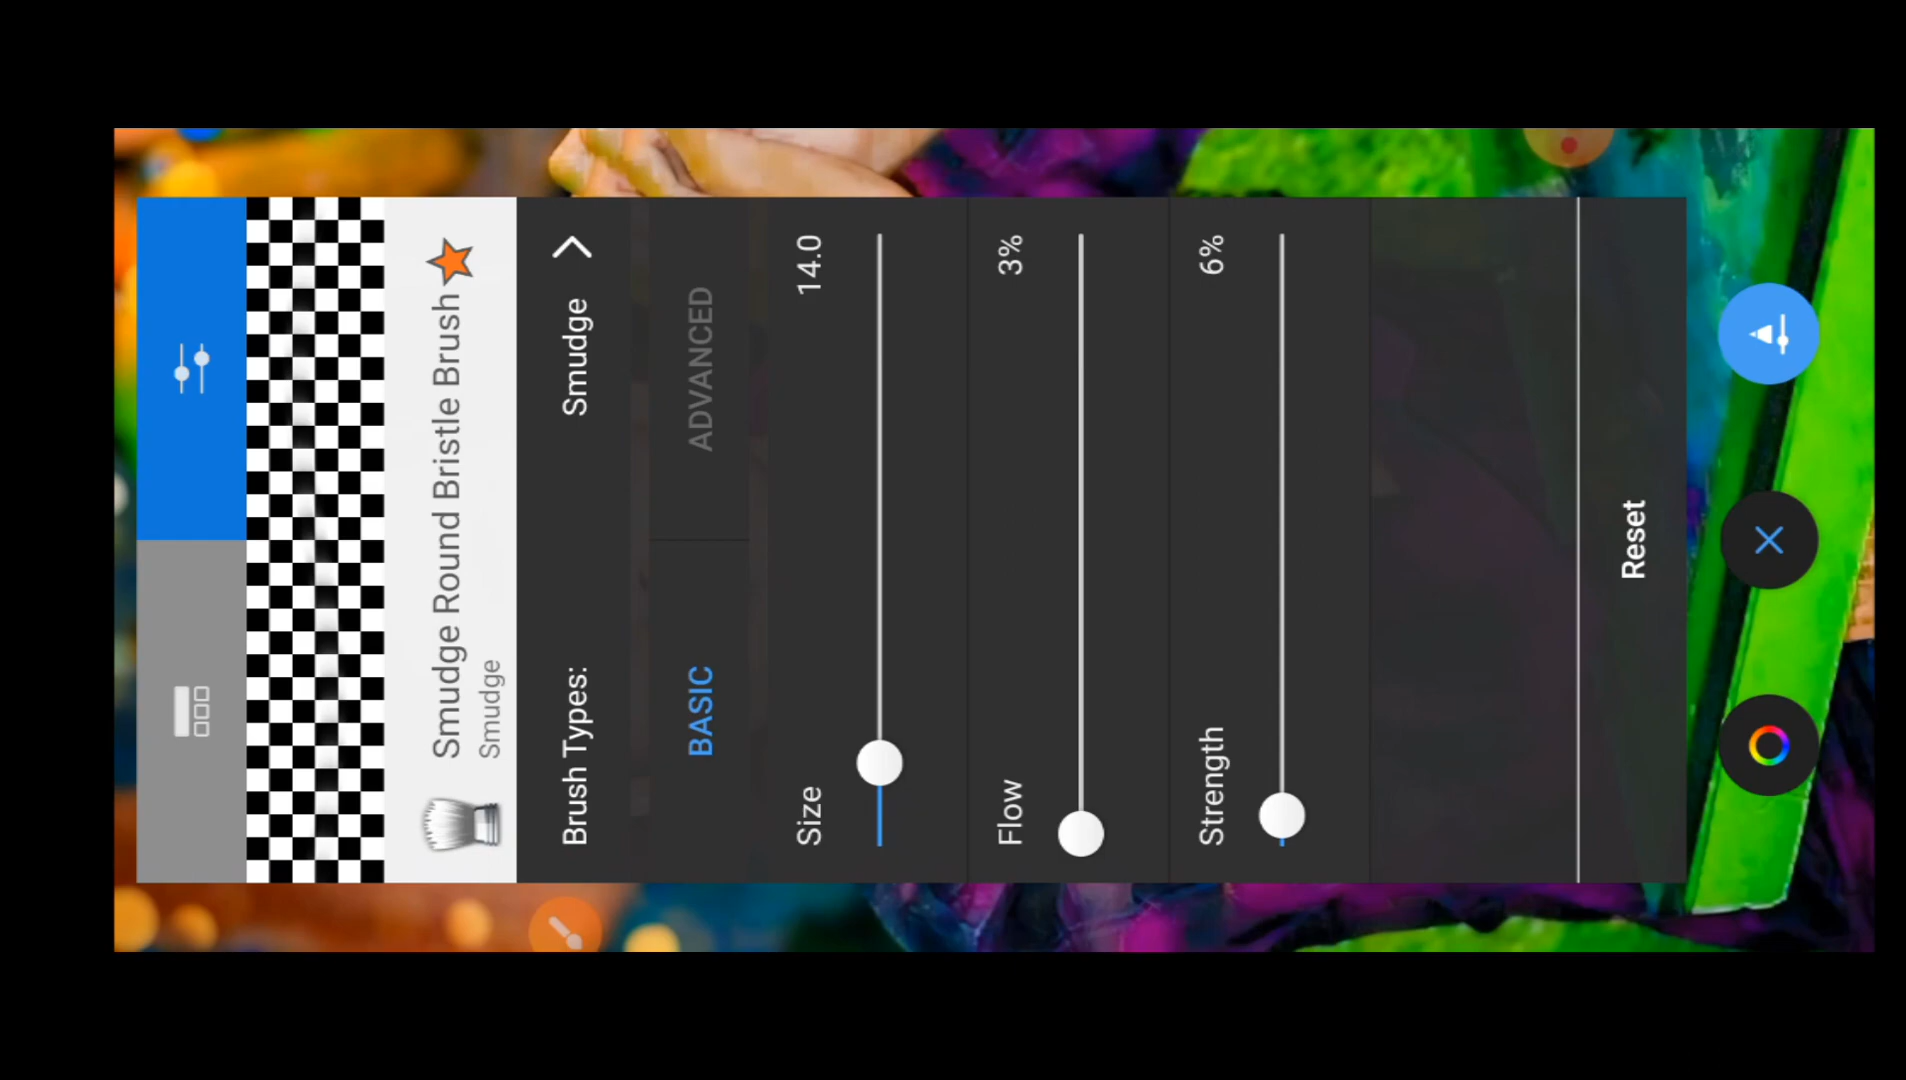 Smudge Round Bristle Brush
Smudge
Brush Types: Smudge
BASIC ADVANCED
Size 14.0
Flow 3%
Strength 6%
Reset